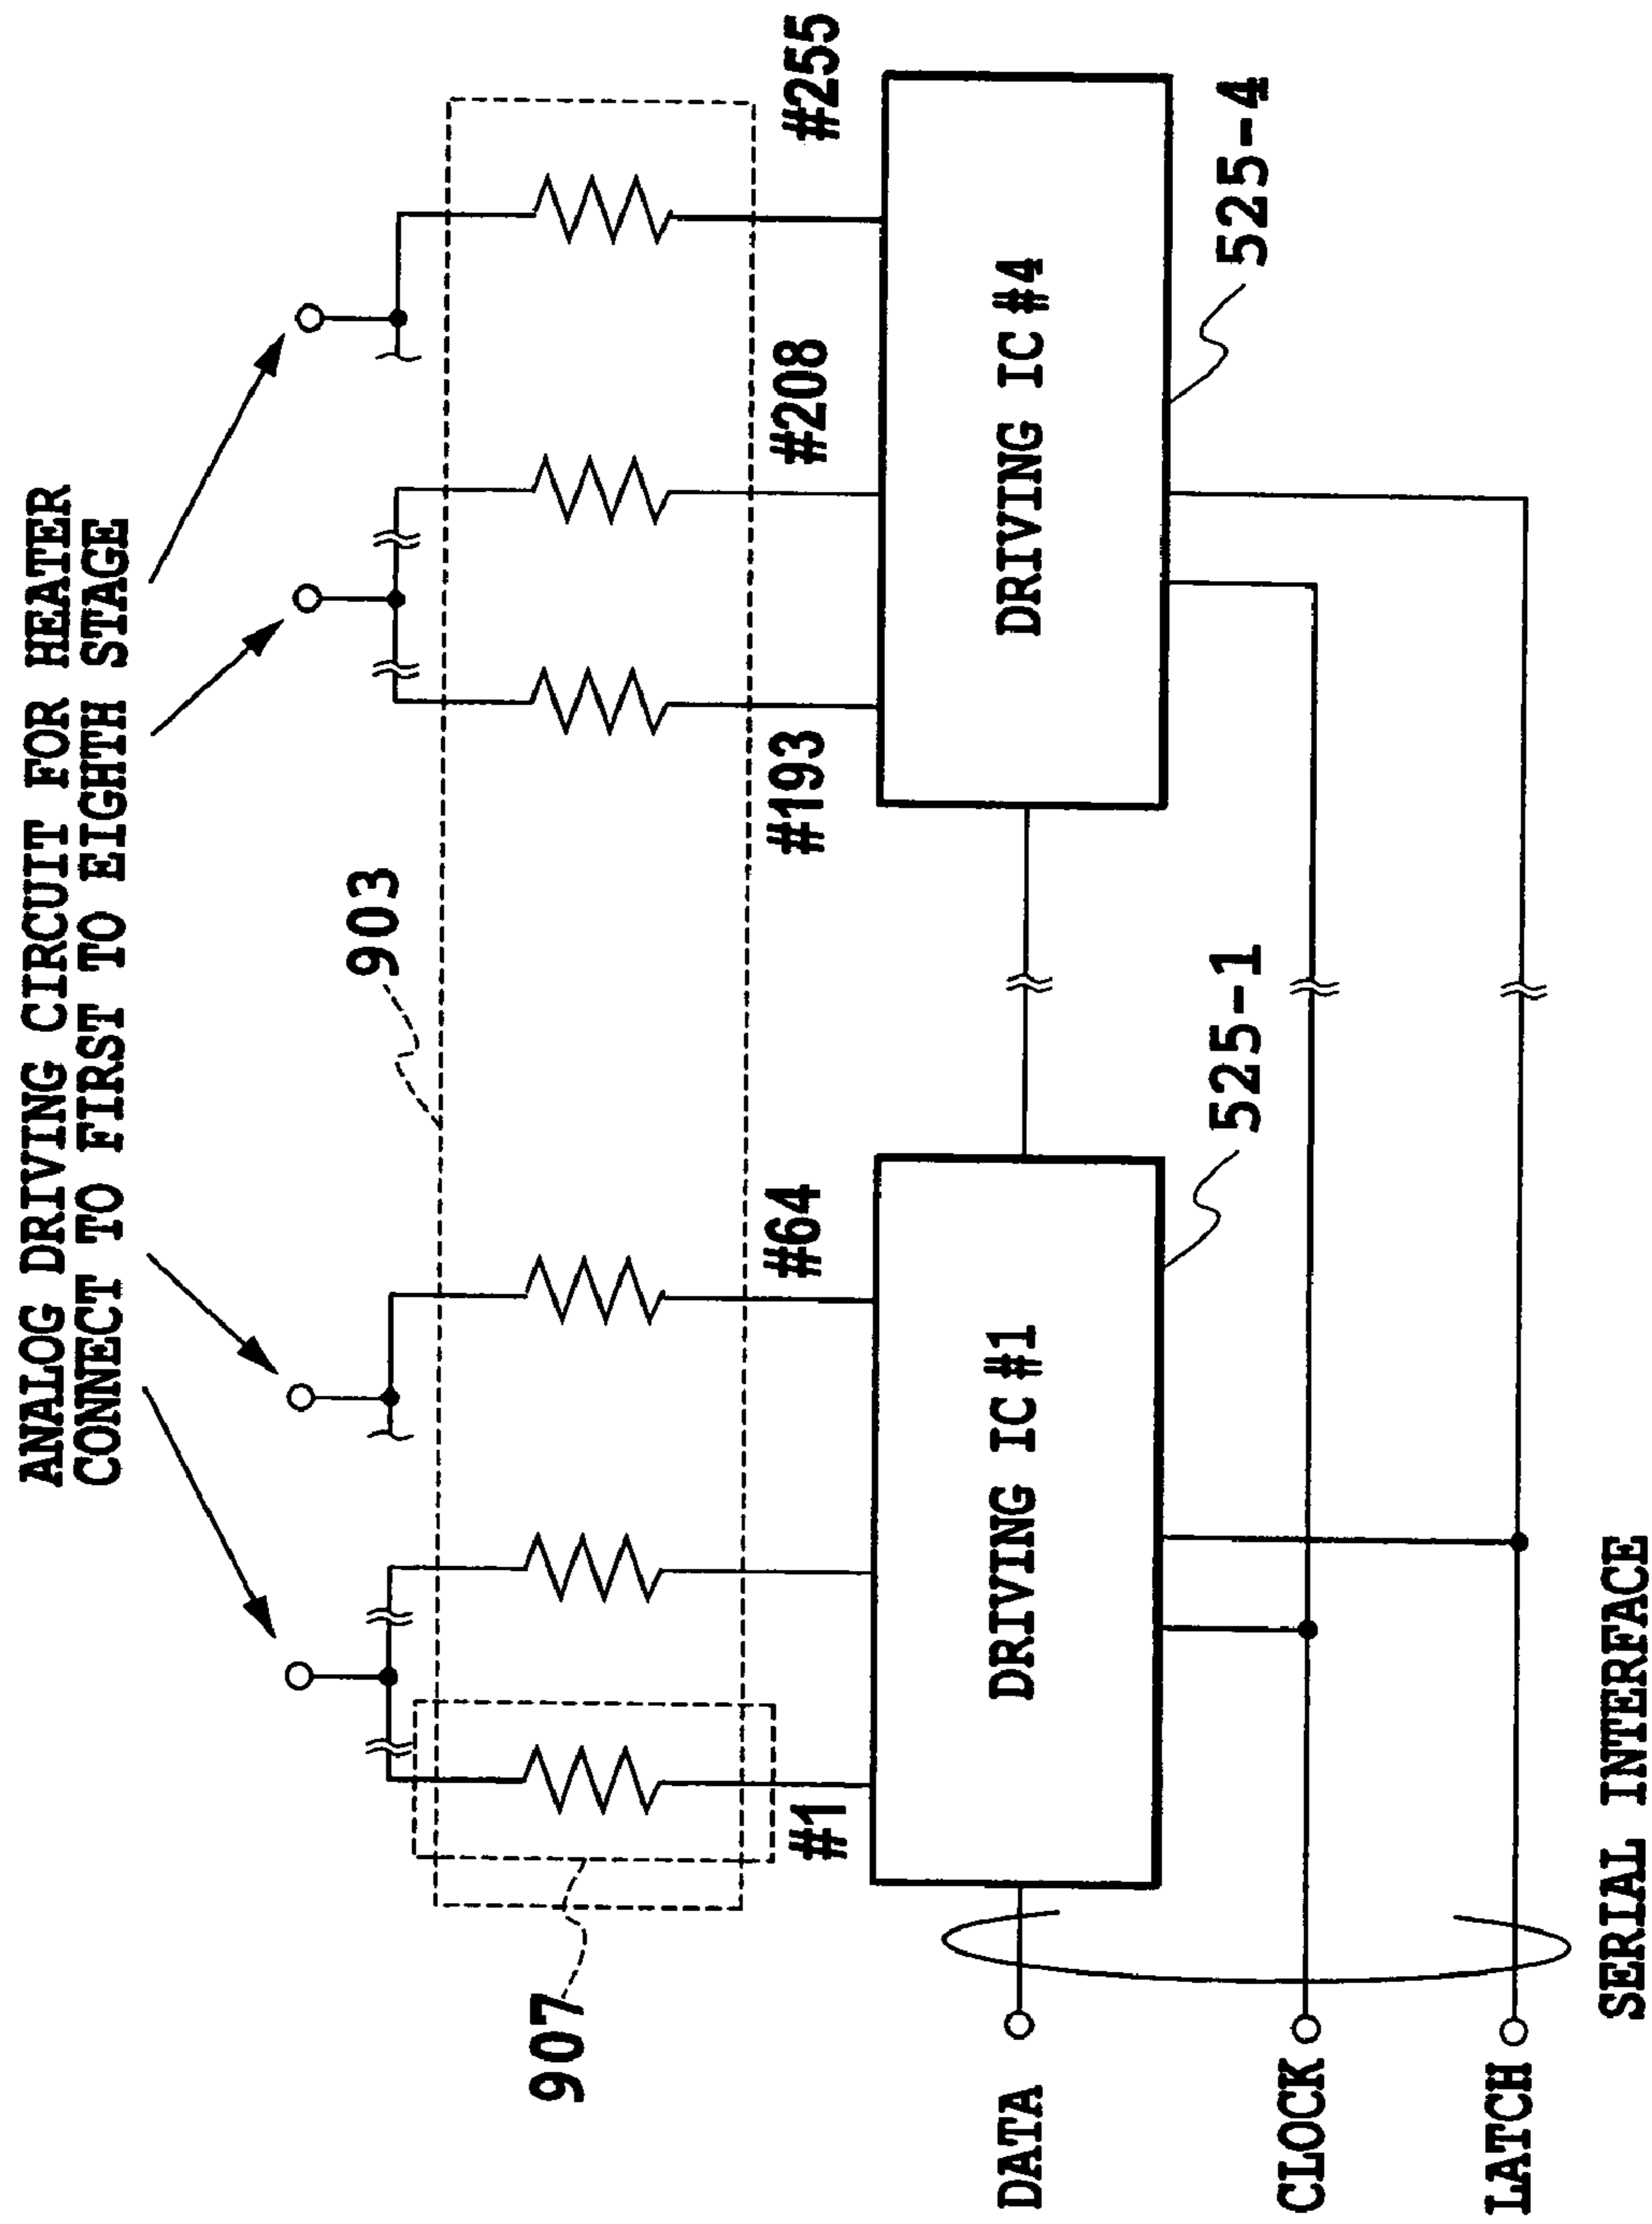 ANALOG DRIVING CIRCUIT FOR HEATER
CONNECT TO FIRST TO EIGHTH STAGE
903
907
#1
#64
#193
#208
#255
DRIVING IC #1
DRIVING IC #4
525-1
525-4
DATA
CLOCK
LATCH
SERIAL INTERFACE